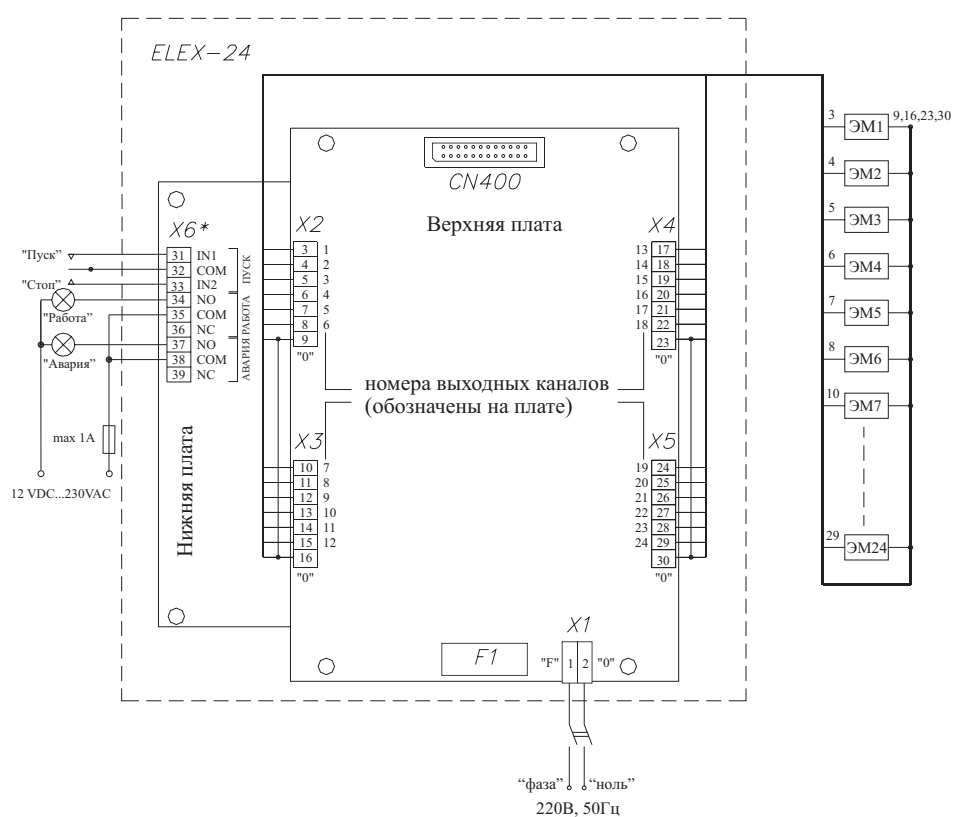 ELEX-24
CN400
Верхняя плата
X6*
"Пуск" 31 IN1
32 COM
"Стоп" 33 IN2
34 NO
"Работа" 35 COM
36 NC
37 NO
"Авария" 38 COM
39 NC
ПУСК
РАБОТА
АВАРИЯ
max 1A
12 VDC...230VAC
Нижняя плата
X2
3 1
4 2
5 3
6 4
7 5
8 6
9
"0"
X4
13 17
14 18
15 19
16 20
17 21
18 22
23
"0"
номера выходных каналов
(обозначены на плате)
X3
10 7
11 8
12 9
13 10
14 11
15 12
16
"0"
X5
19 24
20 25
21 26
22 27
23 28
24 29
30
"0"
F1
X1
"F" 1 2 "0"
“фаза” “ноль”
220В, 50Гц
3 ЭМ1 9,16,23,30
4 ЭМ2
5 ЭМ3
6 ЭМ4
7 ЭМ5
8 ЭМ6
10 ЭМ7
29 ЭМ24